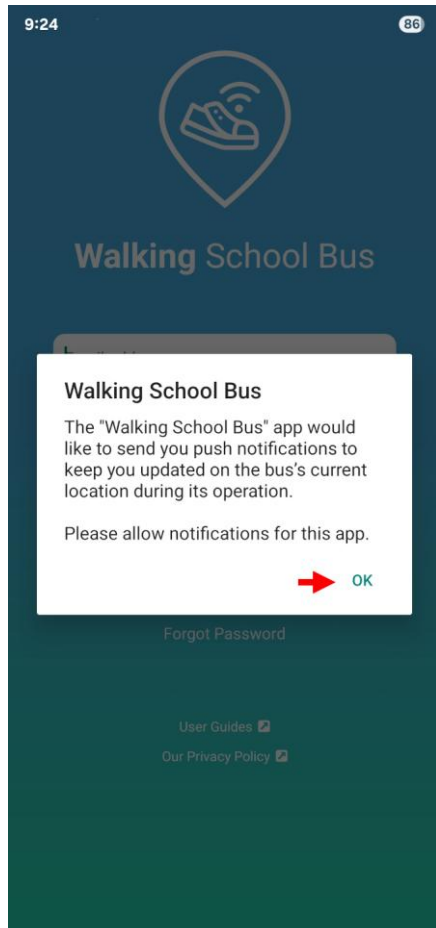 9:24
86
Walking School Bus
Walking School Bus
The "Walking School Bus" app would
like to send you push notifications to
keep you updated on the bus's current
location during its operation.
Please allow notifications for this app.
OK
Forgot Password
User Guides
Our Privacy Policy